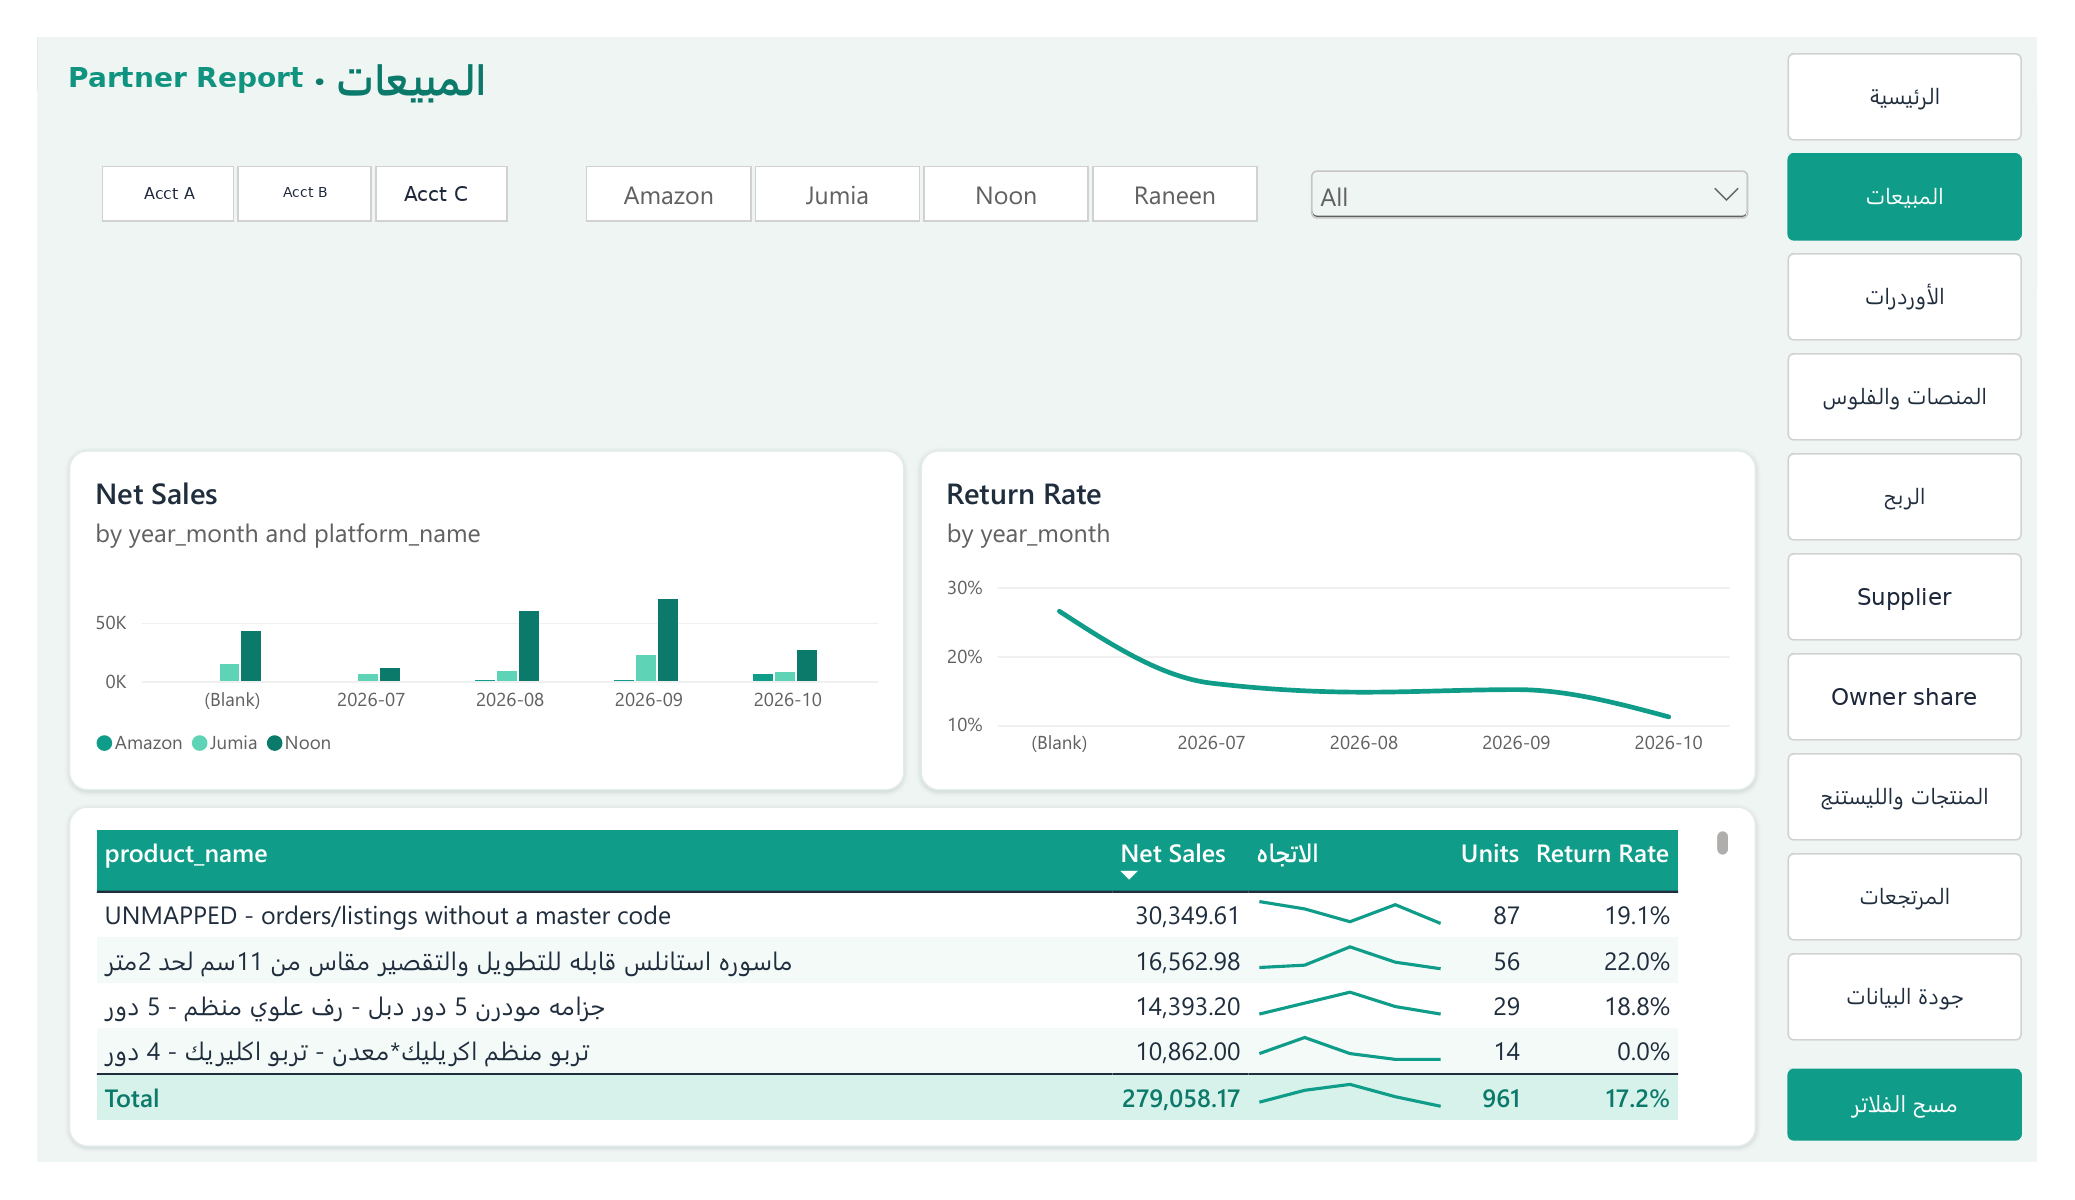 Partner Report • المبيعات
Acct A
Acct B
Acct C
Amazon
Jumia
Noon
Raneen
All
الرئيسية
المبيعات
الأوردرات
المنصات والفلوس
الربح
Supplier
Owner share
المنتجات والليستنج
المرتجعات
جودة البيانات
مسح الفلاتر
Net Sales
by year_month and platform_name
50K
0K
(Blank) 2026-07 2026-08 2026-09 2026-10
Amazon Jumia Noon
Return Rate
by year_month
30%
20%
10%
(Blank) 2026-07 2026-08 2026-09 2026-10
product_name Net Sales الاتجاه Units Return Rate
UNMAPPED - orders/listings without a master code 30,349.61 87 19.1%
ماسوره استانلس قابله للتطويل والتقصير مقاس من 11سم لحد 2متر 16,562.98 56 22.0%
جزامه مودرن 5 دور دبل - رف علوي منظم - 5 دور 14,393.20 29 18.8%
تربو منظم اكريليك*معدن - تربو اكليريك - 4 دور 10,862.00 14 0.0%
Total 279,058.17 961 17.2%